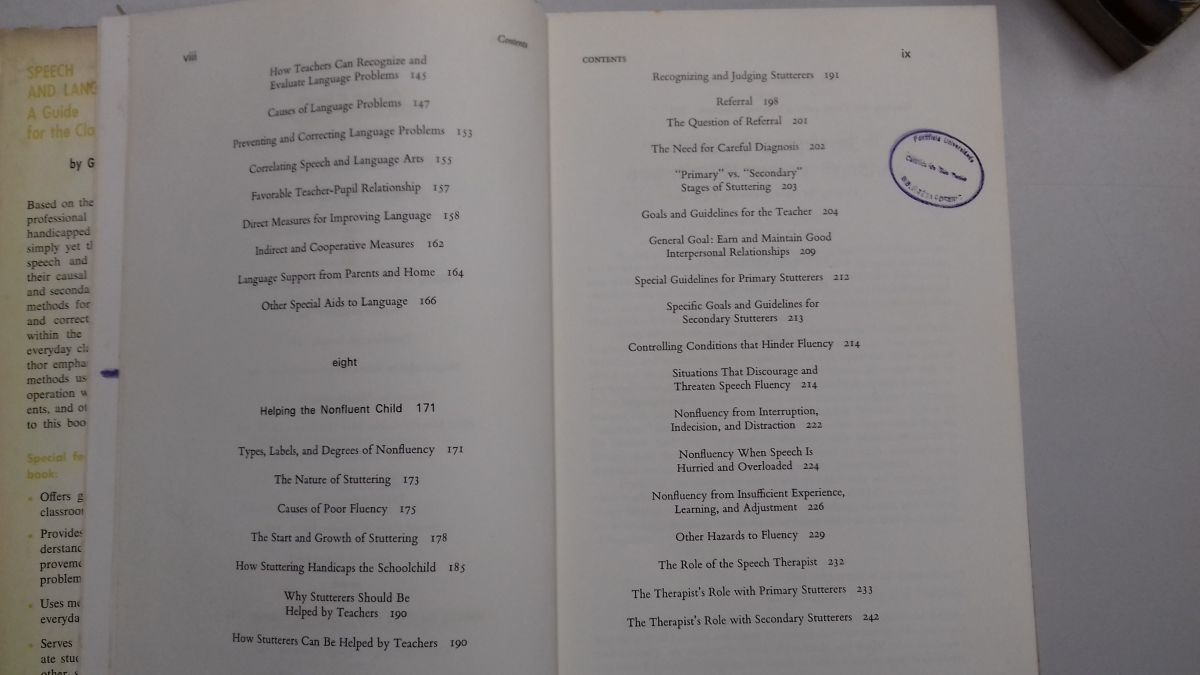 SPEECH
AND LANG
A Guide
for the Cla
by G
Based on the
professional
handicapped
simply yet th
speech and
their causal
and seconda
methods for
and correct
within the
everyday cla
thor empha
methods us
operation w
ents, and ot
to this boo
Special fe
book:
• Offers g
classroom
• Provides
derstand
proveme
problem
• Uses me
everyda
• Serves
ate stud
other s
viii
Contents
How Teachers Can Recognize and
Evaluate Language Problems 145
Causes of Language Problems 147
Preventing and Correcting Language Problems 153
Correlating Speech and Language Arts 155
Favorable Teacher-Pupil Relationship 157
Direct Measures for Improving Language 158
Indirect and Cooperative Measures 162
Language Support from Parents and Home 164
Other Special Aids to Language 166
eight
Helping the Nonfluent Child 171
Types, Labels, and Degrees of Nonfluency 171
The Nature of Stuttering 173
Causes of Poor Fluency 175
The Start and Growth of Stuttering 178
How Stuttering Handicaps the Schoolchild 185
Why Stutterers Should Be
Helped by Teachers 190
How Stutterers Can Be Helped by Teachers 190
CONTENTS
ix
Recognizing and Judging Stutterers 191
Referral 198
The Question of Referral 201
The Need for Careful Diagnosis 202
"Primary" vs. "Secondary"
Stages of Stuttering 203
Goals and Guidelines for the Teacher 204
General Goal: Earn and Maintain Good
Interpersonal Relationships 209
Special Guidelines for Primary Stutterers 212
Specific Goals and Guidelines for
Secondary Stutterers 213
Controlling Conditions that Hinder Fluency 214
Situations That Discourage and
Threaten Speech Fluency 214
Nonfluency from Interruption,
Indecision, and Distraction 222
Nonfluency When Speech Is
Hurried and Overloaded 224
Nonfluency from Insufficient Experience,
Learning, and Adjustment 226
Other Hazards to Fluency 229
The Role of the Speech Therapist 232
The Therapist's Role with Primary Stutterers 233
The Therapist's Role with Secondary Stutterers 242
Universidade